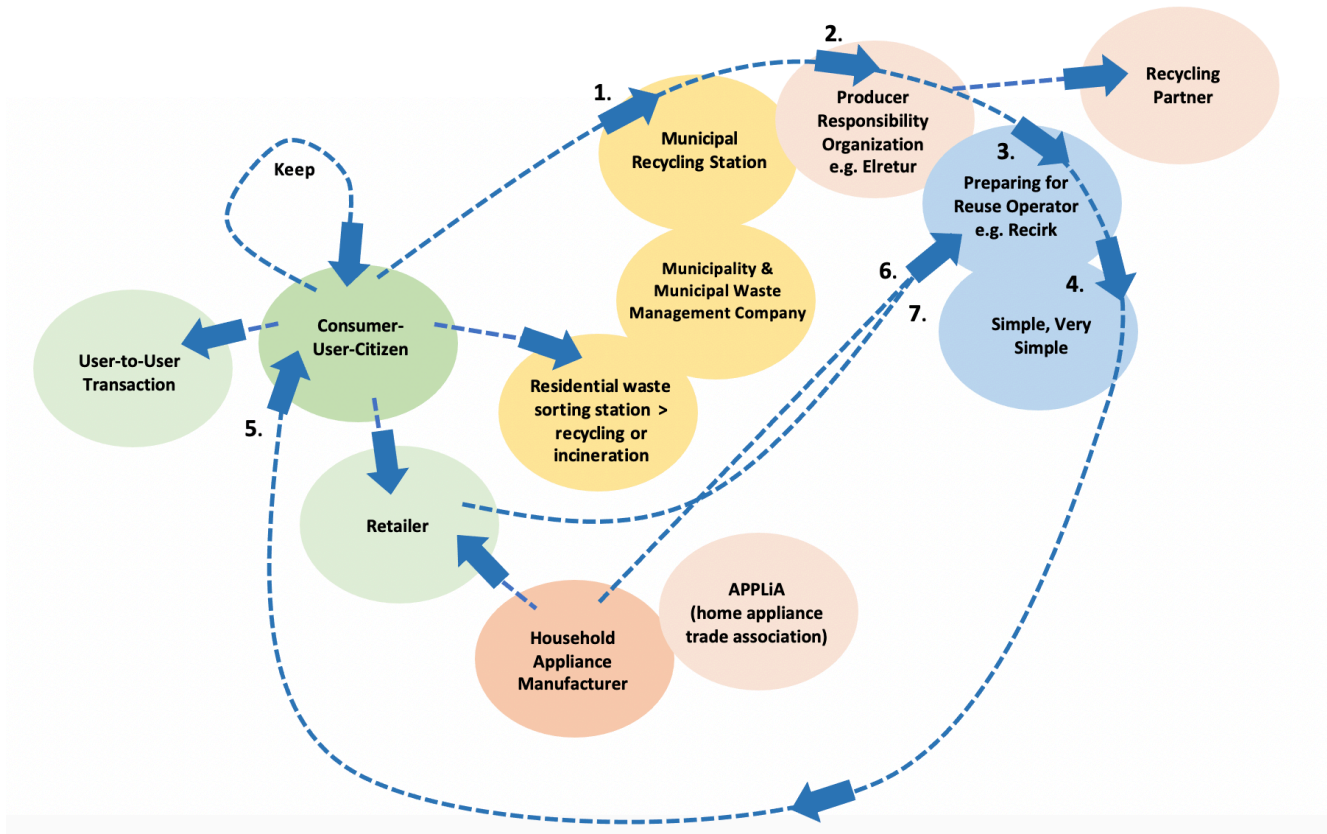 2.
1.
Keep
Municipal
Recycling Station
Producer
Responsibility
Organization
e.g. Elretur
Recycling
Partner
3.
Preparing for
Reuse Operator
e.g. Recirk
6.
7.
4.
Municipality &
Municipal Waste
Management Company
Simple, Very
Simple
Consumer-
User-Citizen
User-to-User
Transaction
5.
Residential waste
sorting station >
recycling or
incineration
Retailer
APPLiA
(home appliance
trade association)
Household
Appliance
Manufacturer